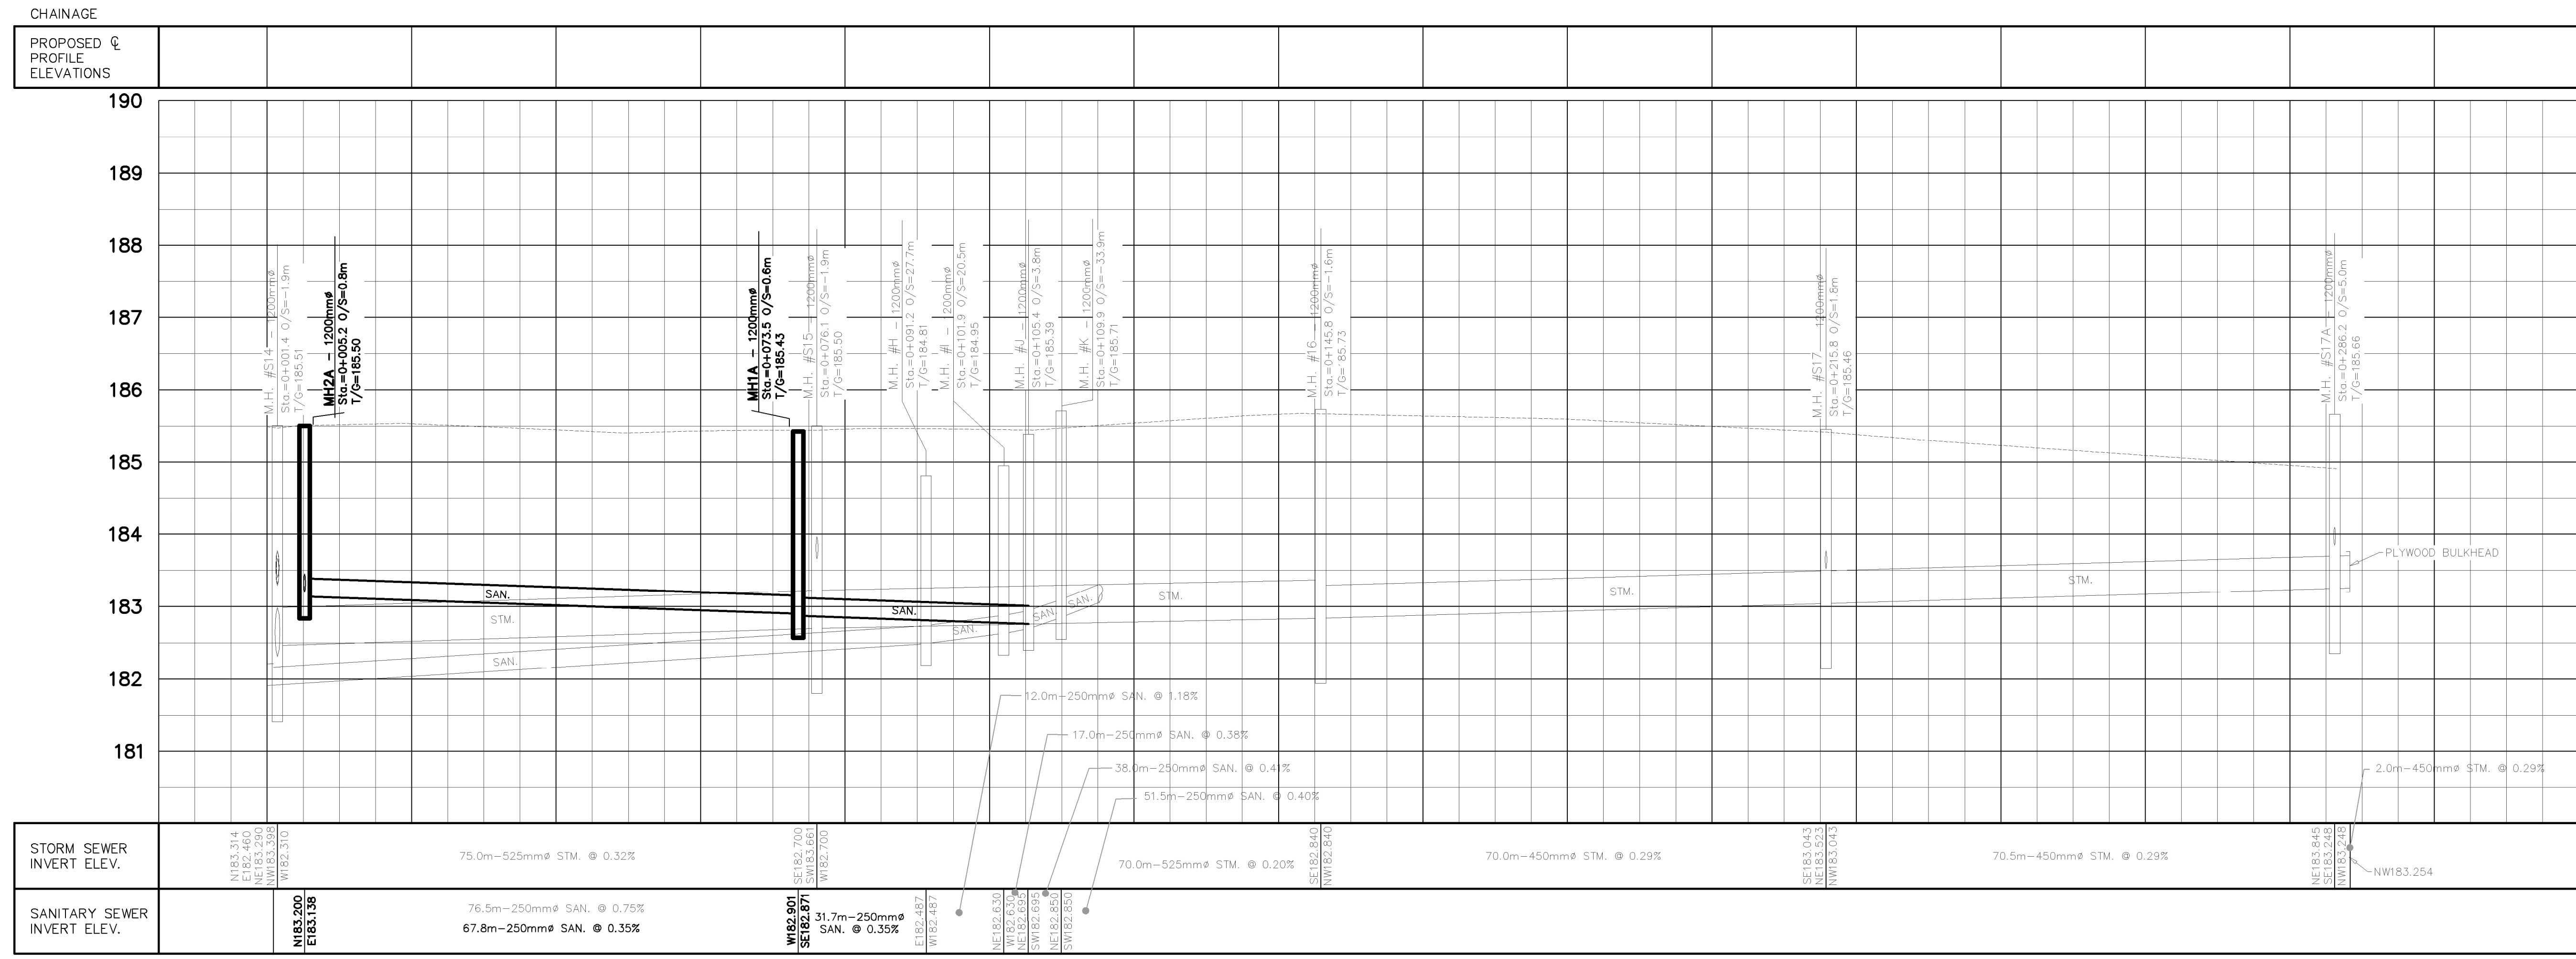 CHAINAGE
PROPOSED ℄
PROFILE
ELEVATIONS
190
189
188
187
186
185
184
183
182
181
M.H. #S14 - 1200mmø
Sta.=0+001.4 O/S=-1.9m
T/G=185.51
MH2A - 1200mmø
Sta.=0+005.2 O/S=0.8m
T/G=185.50
MH1A - 1200mmø
Sta.=0+073.5 O/S=0.6m
T/G=185.43
M.H. #S15 - 1200mmø
Sta.=0+076.1 O/S=-1.9m
T/G=185.50
M.H. #H - 1200mmø
Sta.=0+091.2 O/S=27.7m
T/G=184.81
M.H. #I - 1200mmø
Sta.=0+101.9 O/S=20.5m
T/G=184.95
M.H. #J - 1200mmø
Sta.=0+105.4 O/S=3.8m
T/G=185.39
M.H. #K - 1200mmø
Sta.=0+109.9 O/S=-33.9m
T/G=185.71
M.H. #16 - 1200mmø
Sta.=0+145.8 O/S=-1.6m
T/G=185.73
M.H. #S17 - 1200mmø
Sta.=0+215.8 O/S=1.8m
T/G=185.46
M.H. #S17A - 1200mmø
Sta.=0+286.2 O/S=5.0m
T/G=185.66
PLYWOOD BULKHEAD
SAN.
STM.
SAN.
SAN.
SAN.
SAN.
SAN.
STM.
STM.
STM.
12.0m-250mmø SAN. @ 1.18%
17.0m-250mmø SAN. @ 0.38%
38.0m-250mmø SAN. @ 0.41%
51.5m-250mmø SAN. @ 0.40%
2.0m-450mmø STM. @ 0.29%
STORM SEWER
INVERT ELEV.
N183.314
E182.460
NE183.290
NW183.398
W182.310
75.0m-525mmø STM. @ 0.32%
SE182.700
SW183.661
W182.700
70.0m-525mmø STM. @ 0.20%
SE182.840
NW182.840
70.0m-450mmø STM. @ 0.29%
SE183.043
NE183.523
NW183.043
70.5m-450mmø STM. @ 0.29%
NE183.845
SE183.248
NW183.248
NW183.254
SANITARY SEWER
INVERT ELEV.
N183.200
E183.138
76.5m-250mmø SAN. @ 0.75%
67.8m-250mmø SAN. @ 0.35%
W182.901
SE182.871
31.7m-250mmø
SAN. @ 0.35%
E182.487
W182.487
NE182.630
W182.630
NE182.695
SW182.695
NE182.850
SW182.850